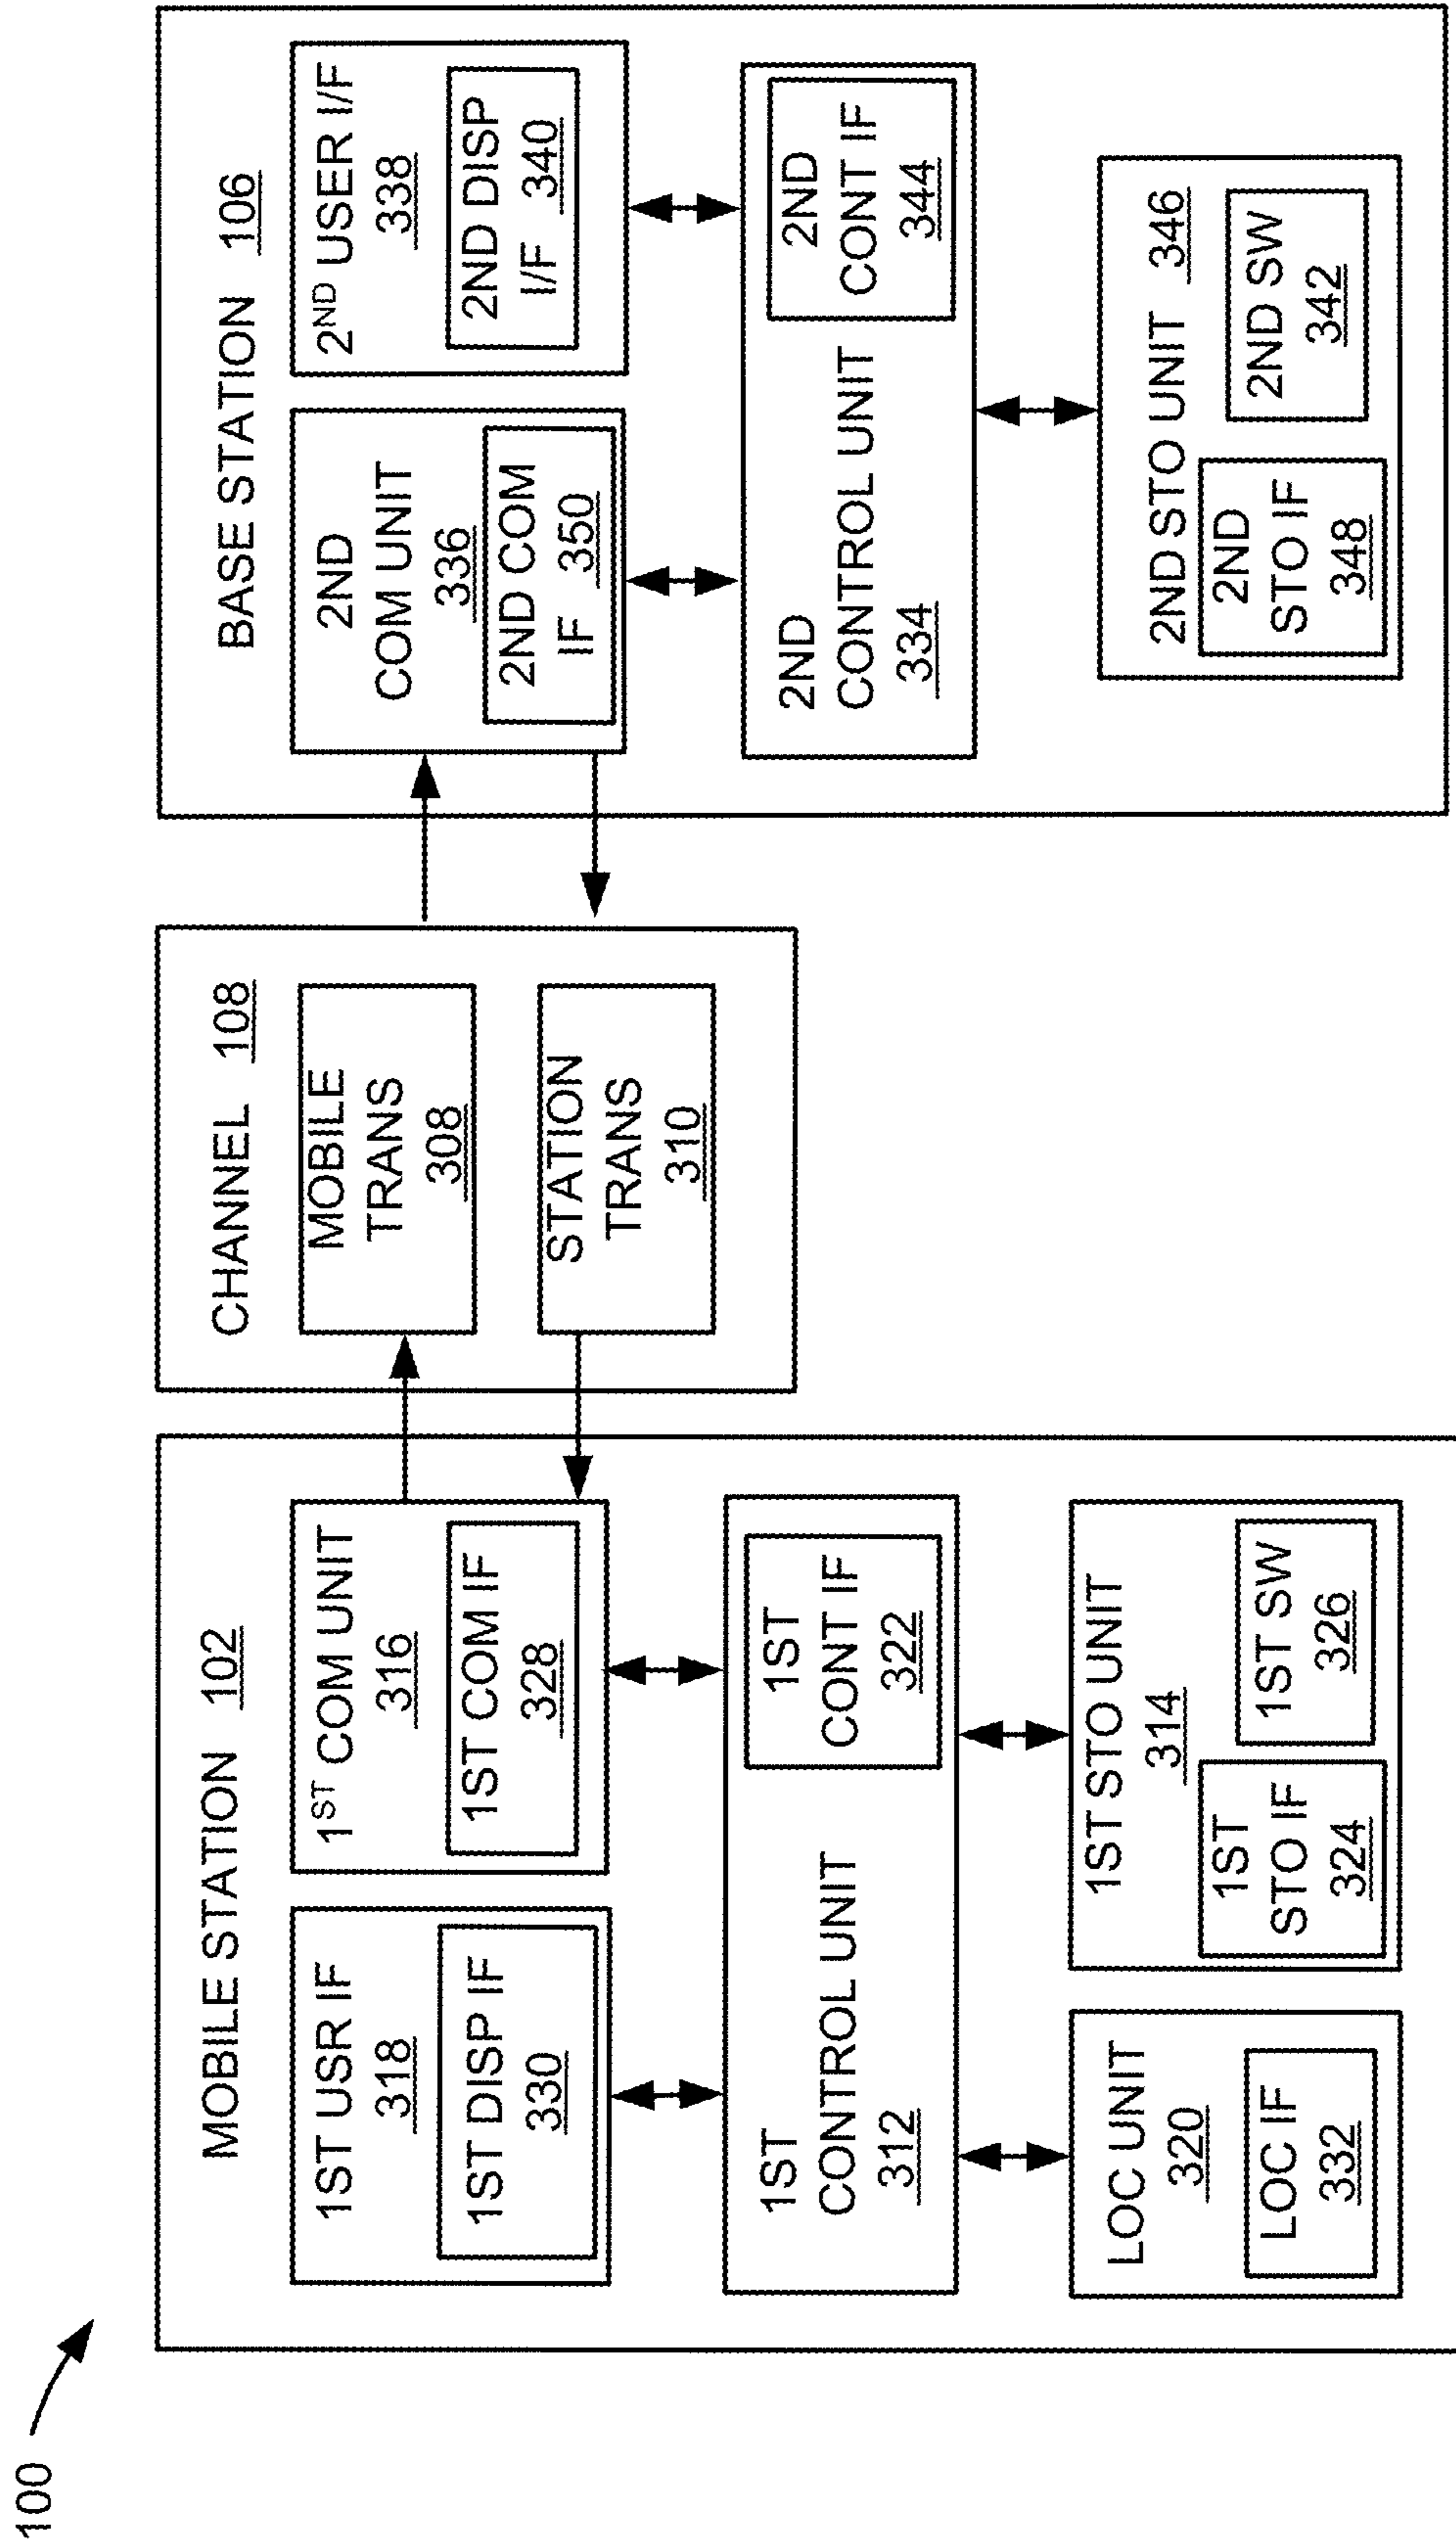 100
MOBILE STATION 102
1ST USR IF
318
1ST DISP IF
330
1ST COM UNIT
316
1ST COM IF
328
1ST
CONTROL UNIT
312
1ST
CONT IF
322
LOC UNIT
320
LOC IF
332
1ST STO UNIT
314
1ST
STO IF
324
1ST SW
326
CHANNEL 108
MOBILE
TRANS
308
STATION
TRANS
310
BASE STATION 106
2ND
COM UNIT
336
2ND COM
IF 350
2ND USER I/F
338
2ND DISP
I/F 340
2ND
CONTROL UNIT
334
2ND
CONT IF
344
2ND STO UNIT 346
2ND
STO IF
348
2ND SW
342